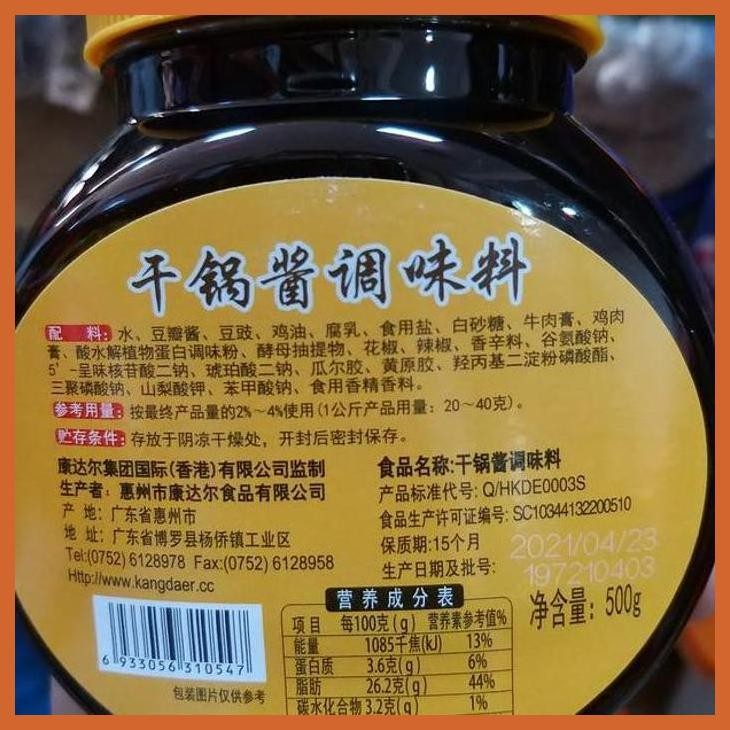 干锅酱调味料
配 料: 水、豆瓣酱、豆豉、鸡油、腐乳、食用盐、白砂糖、牛肉膏、鸡肉
膏、酸水解植物蛋白调味粉、酵母抽提物、花椒、辣椒、香辛料、谷氨酸钠、
5′-呈味核苷酸二钠、琥珀酸二钠、瓜尔胶、黄原胶、羟丙基二淀粉磷酸酯、
三聚磷酸钠、山梨酸钾、苯甲酸钠、食用香精香料。
参考用量: 按最终产品量的2%~4%使用(1公斤产品用量: 20~40克)。
贮存条件: 存放于阴凉干燥处, 开封后密封保存。
康达尔集团国际(香港)有限公司监制
生产者: 惠州市康达尔食品有限公司
产 地: 广东省惠州市
地 址: 广东省博罗县杨侨镇工业区
Tel:(0752) 6128978 Fax:(0752) 6128958
Http://www.kangdaer.cc
食品名称:干锅酱调味料
产品标准代号: Q/HKDE0003S
食品生产许可证编号: SC10344132200510
保质期:15个月
2021/04/23
生产日期及批号:
197210403
净含量: 500g
6 933056 310547
包装图片仅供参考
营养成分表
项目 每100克(g) 营养素参考值%
能量 1085千焦(kJ) 13%
蛋白质 3.6克(g) 6%
脂肪 26.2克(g) 44%
碳水化合物 3.2克(g) 1%